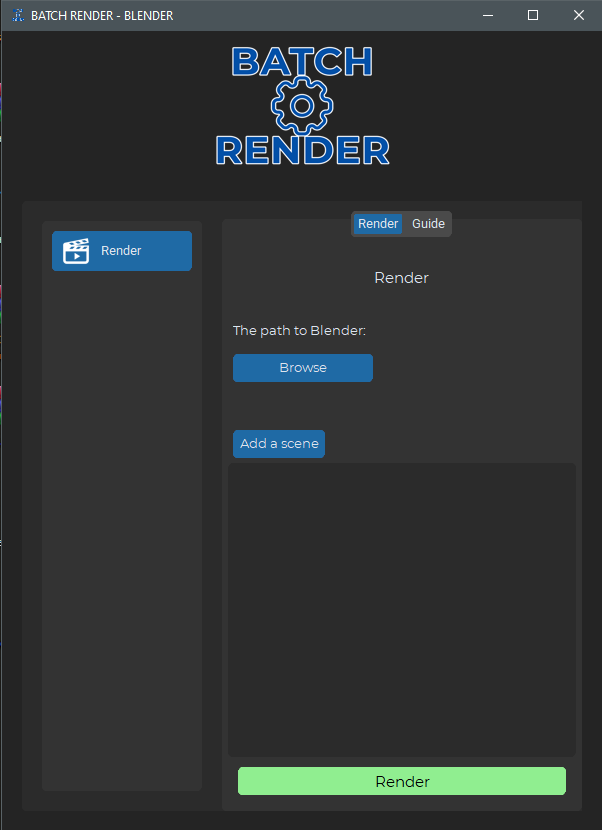 BATCH RENDER - BLENDER
BATCH
RENDER
Render
Render Guide
Render
The path to Blender:
Browse
Add a scene
Render